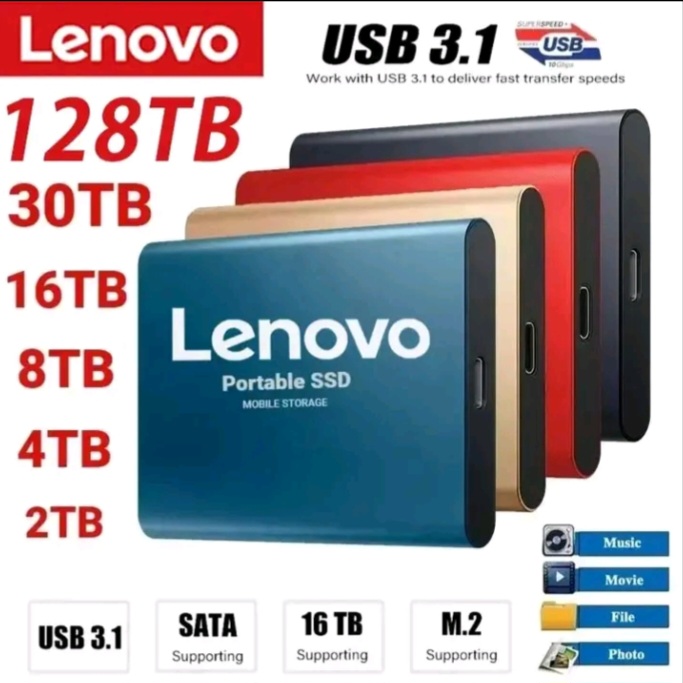 Lenovo
USB 3.1
SUPERSPEED+
USB
10Gbps
Work with USB 3.1 to deliver fast transfer speeds
128TB
30TB
16TB
8TB
4TB
2TB
Lenovo
Portable SSD
MOBILE STORAGE
Music
Movie
File
Photo
USB 3.1
SATA
Supporting
16 TB
Supporting
M.2
Supporting